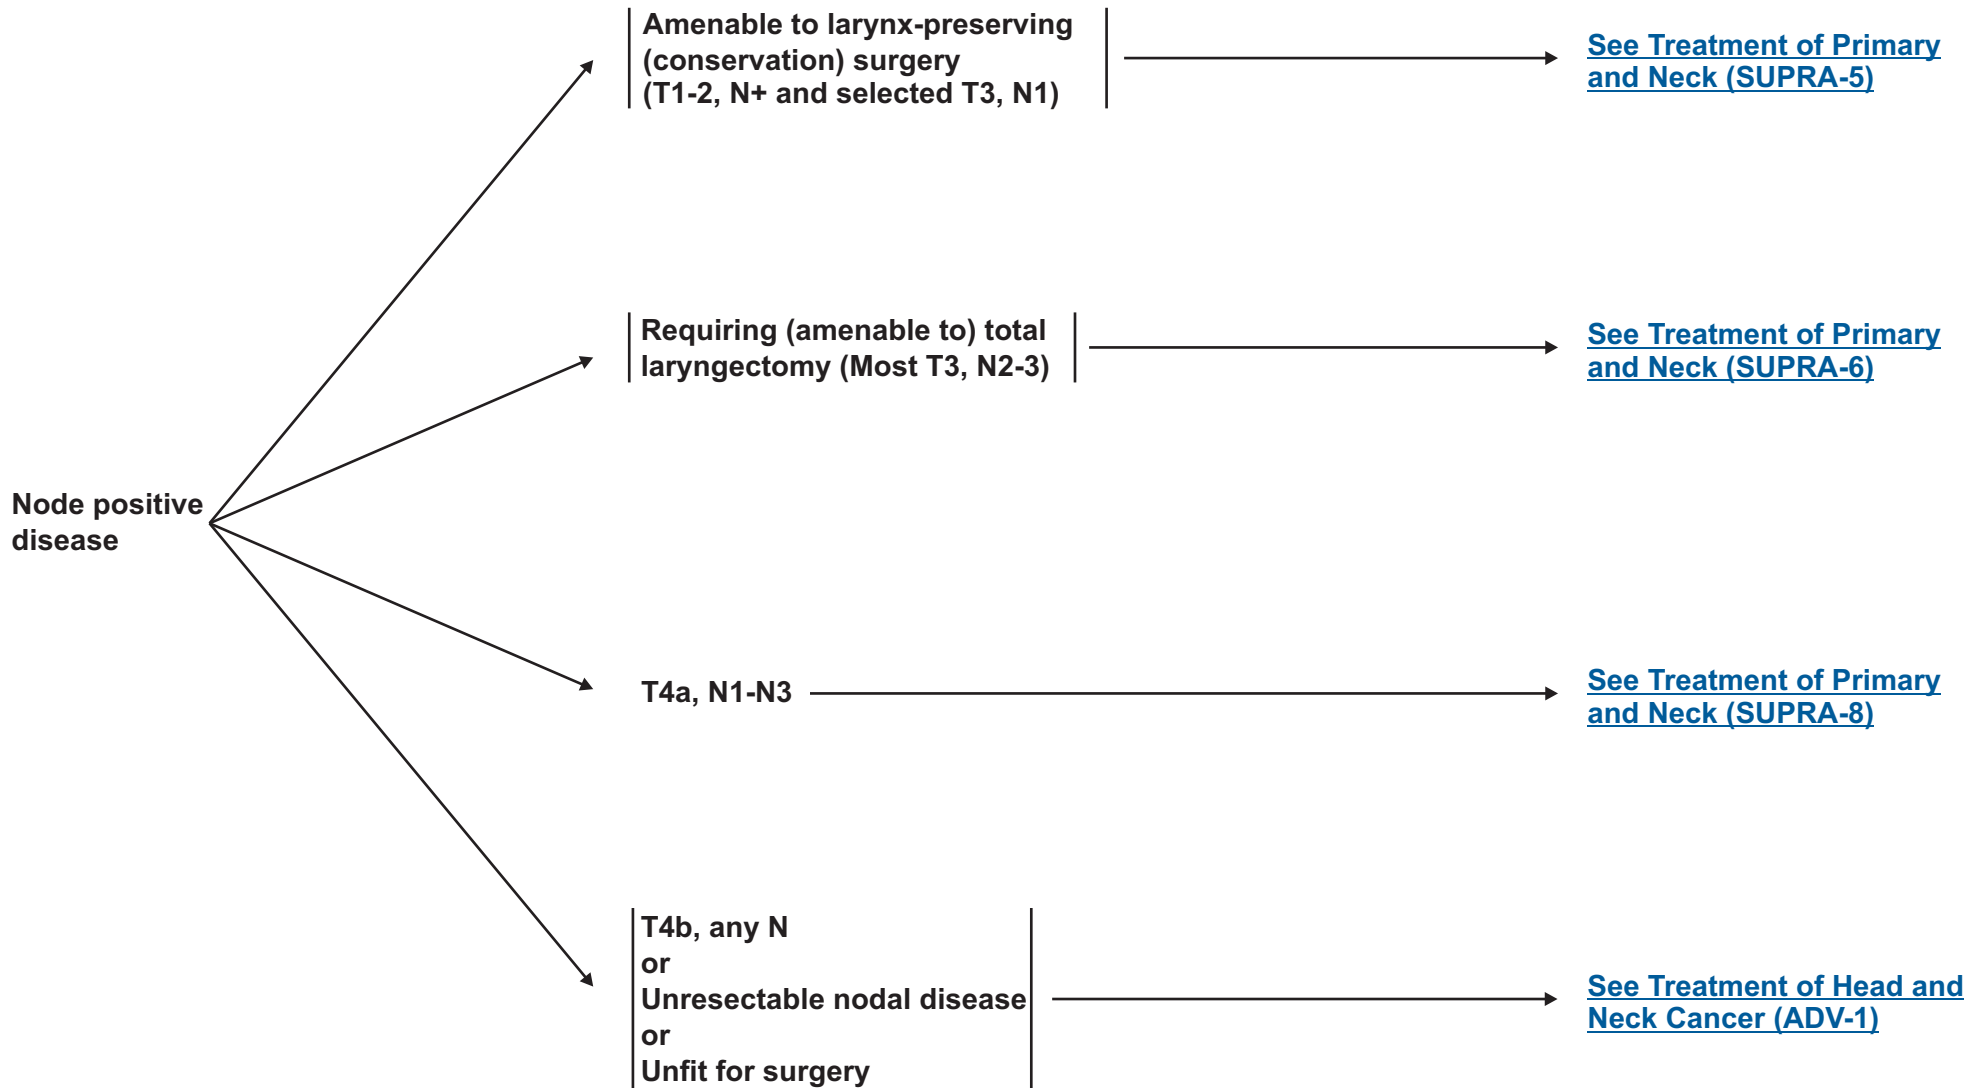 Amenable to larynx-preserving
(conservation) surgery
(T1-2, N+ and selected T3, N1)
See Treatment of Primary
and Neck (SUPRA-5)
Requiring (amenable to) total
laryngectomy (Most T3, N2-3)
See Treatment of Primary
and Neck (SUPRA-6)
Node positive
disease
T4a, N1-N3
See Treatment of Primary
and Neck (SUPRA-8)
T4b, any N
or
Unresectable nodal disease
or
Unfit for surgery
See Treatment of Head and
Neck Cancer (ADV-1)